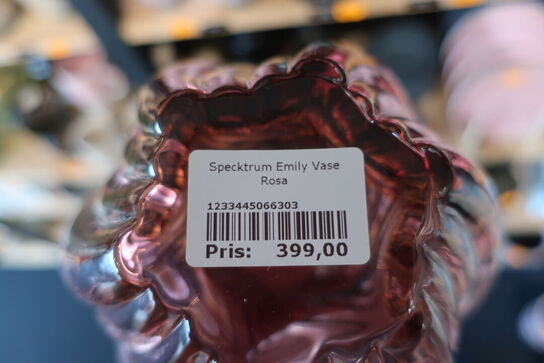 Specktrum Emily Vase
Rosa
1233445066303
Pris: 399,00